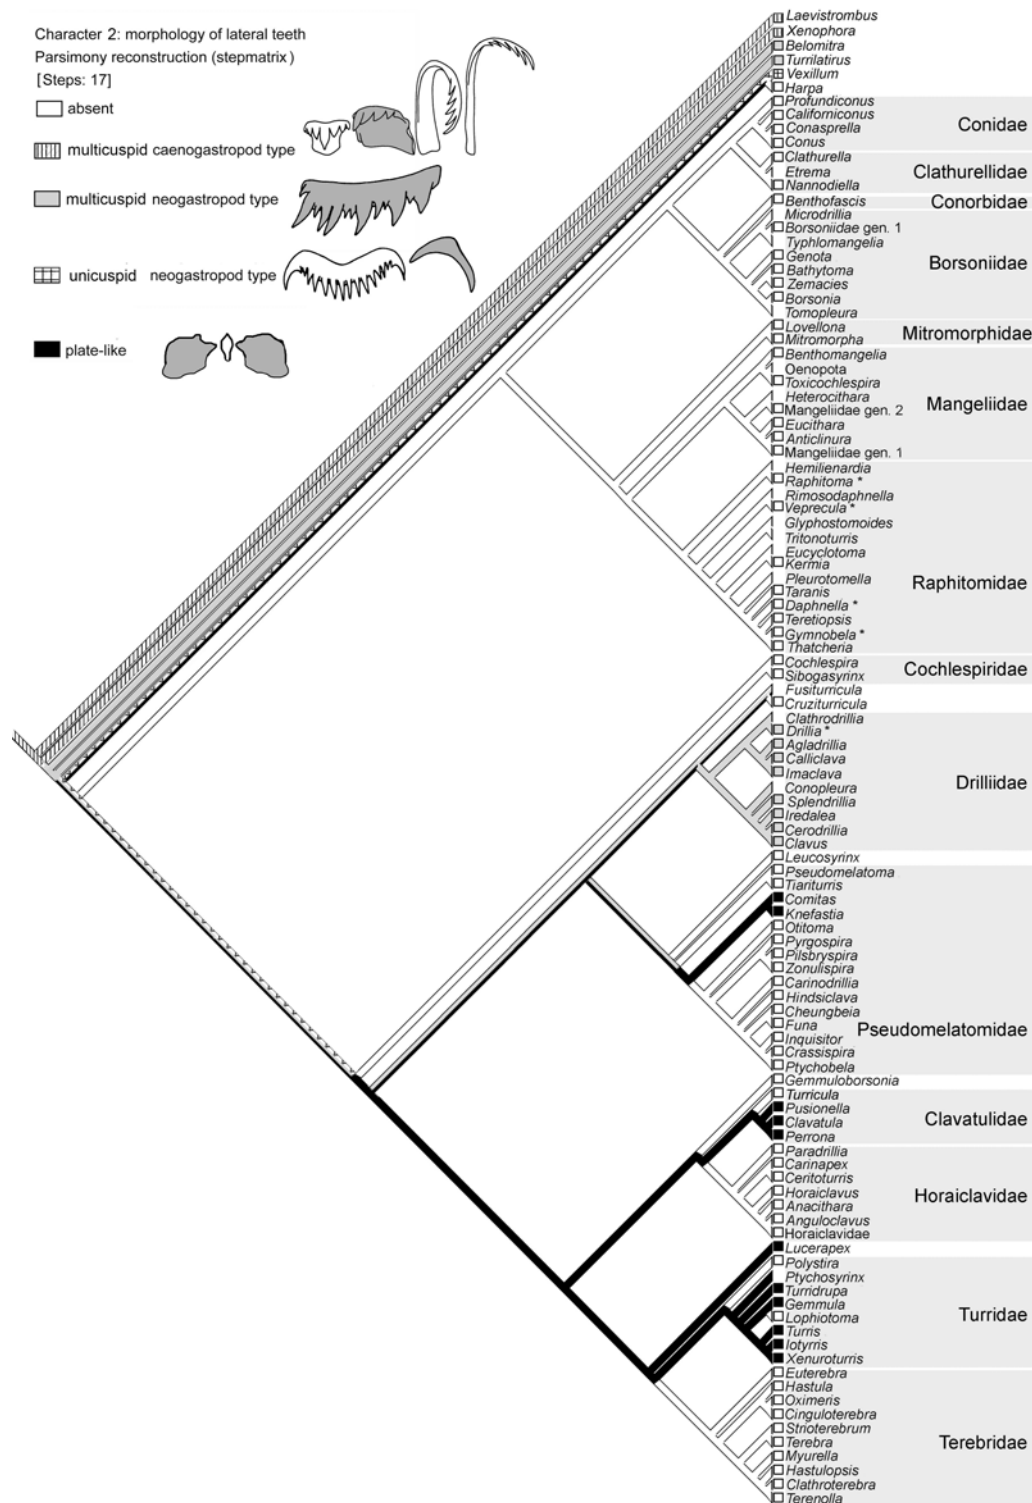 Character 2: morphology of lateral teeth
Parsimony reconstruction (stepmatrix)
[Steps: 17]
absent
multicuspid caenogastropod type
multicuspid neogastropod type
unicuspid neogastropod type
plate-like
Laevistrombus
Xenophora
Belomitra
Turrilatirus
Vexillum
Harpa
Profundiconus
Californiconus
Conasprella
Conus
Conidae
Clathurella
Etrema
Nannodiella
Clathurellidae
Benthofascis
Conorbidae
Microdrillia
Borsoniidae gen. 1
Typhlomangelia
Genota
Bathytoma
Zemacies
Borsonia
Tomopleura
Borsoniidae
Lovellona
Mitromorpha
Mitromorphidae
Benthomangelia
Oenopota
Toxicochlespira
Heterocithara
Mangeliidae gen. 2
Eucithara
Anticlinura
Mangeliidae gen. 1
Mangeliidae
Hemilienardia
Raphitoma *
Rimosodaphnella
Veprecula *
Glyphostomoides
Tritonoturris
Eucyclotoma
Kermia
Pleurotomella
Taranis
Daphnella *
Teretiopsis
Gymnobela *
Thatcheria
Raphitomidae
Cochlespira
Sibogasyrinx
Cochlespiridae
Fusiturricula
Cruziturricula
Clathrodrillia
Drillia *
Agladrillia
Calliclava
Imaclava
Conopleura
Splendrillia
Iredalea
Cerodrillia
Clavus
Drilliidae
Leucosyrinx
Pseudomelatoma
Tiariturris
Comitas
Knefastia
Otitoma
Pyrgospira
Pilsbryspira
Zonulispira
Carinodrillia
Hindsiclava
Cheungbeia
Funa
Inquisitor
Crassispira
Ptychobela
Pseudomelatomidae
Gemmuloborsonia
Turricula
Pusionella
Clavatula
Perrona
Clavatulidae
Paradrillia
Carinapex
Ceritoturris
Horaiclavus
Anacithara
Anguloclavus
Horaiclavidae
Horaiclavidae
Lucerapex
Polystira
Ptychosyrinx
Turridrupa
Gemmula
Lophiotoma
Turris
Iotyrris
Xenuroturris
Turridae
Euterebra
Hastula
Oximeris
Cinguloterebra
Strioterebrum
Terebra
Myurella
Hastulopsis
Clathroterebra
Terenolla
Terebridae